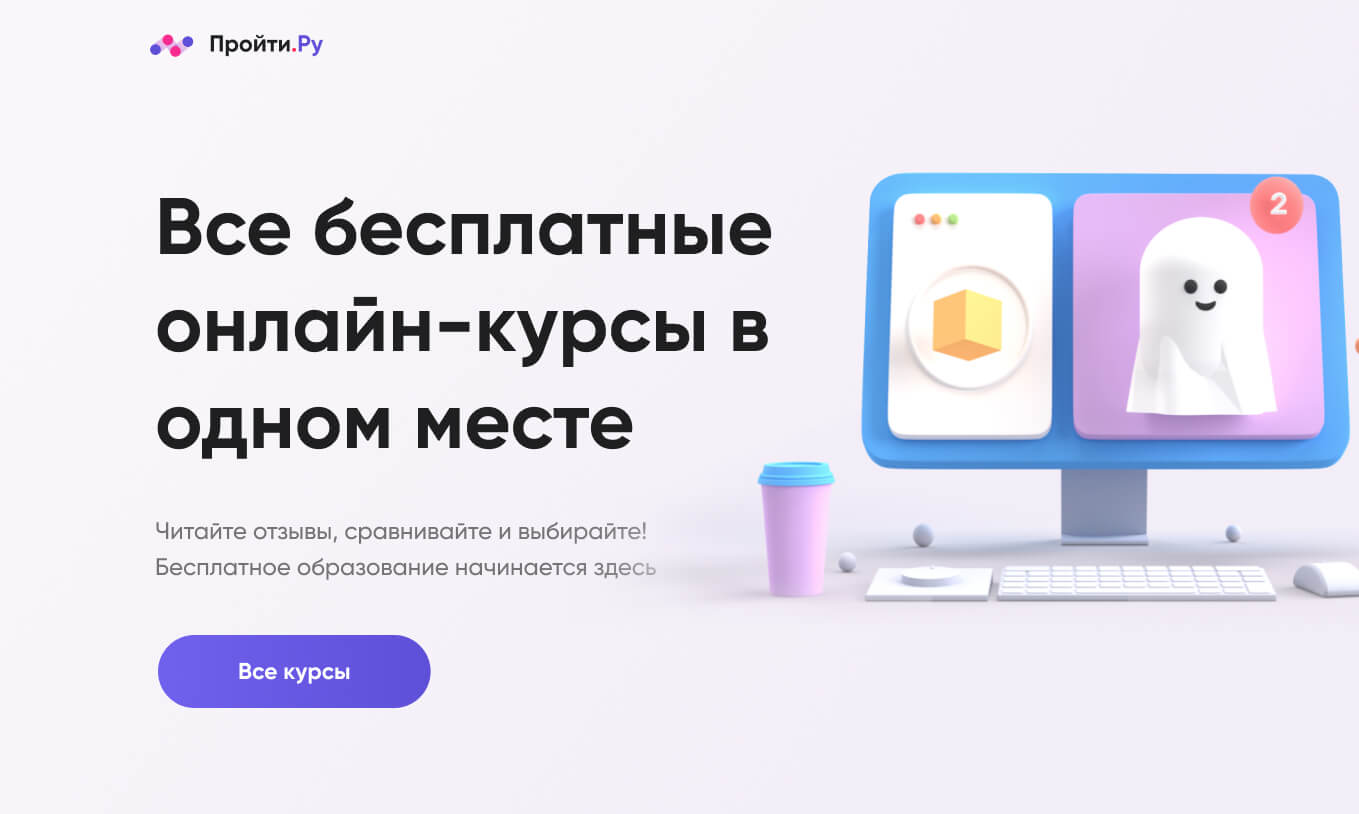 Пройти.Ру
Все бесплатные
онлайн-курсы в
одном месте
2
Читайте отзывы, сравнивайте и выбирайте!
Бесплатное образование начинается здесь
Все курсы